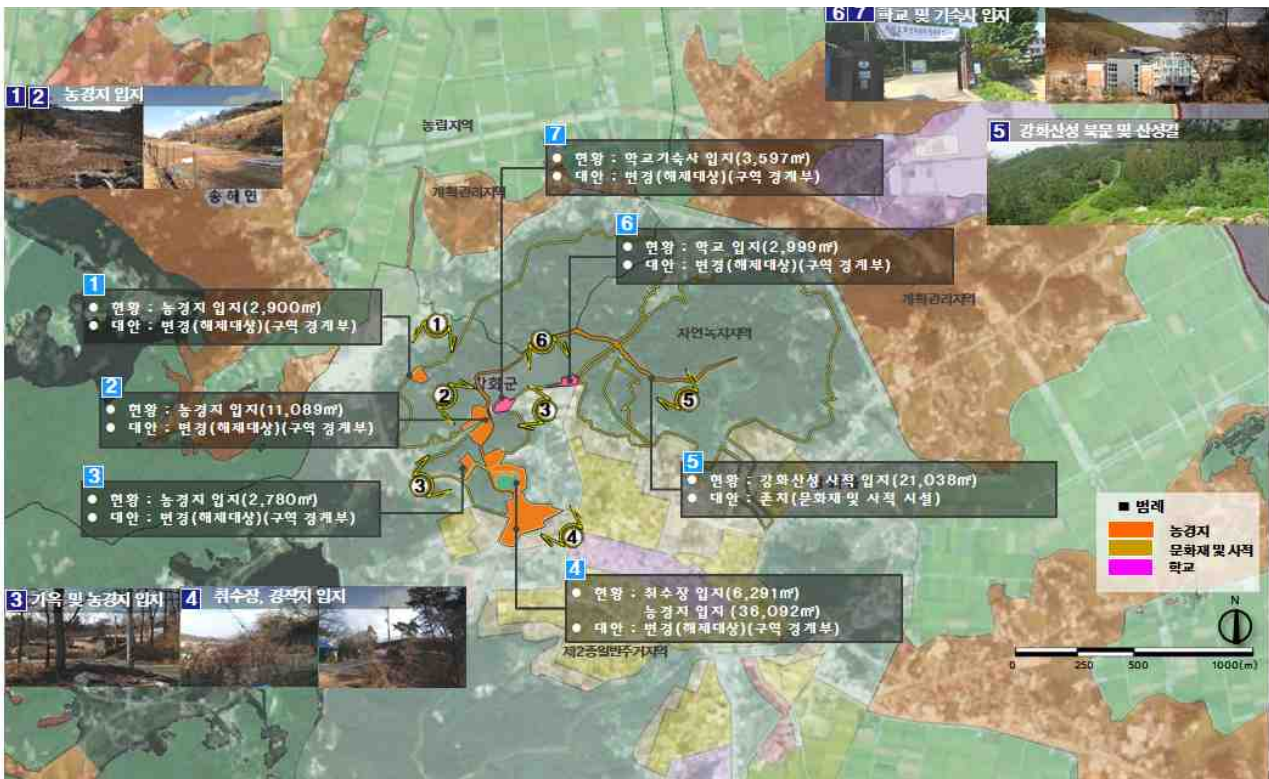 6 7 학교 및 기숙사 입지
1 2 농경지 입지
5 강화산성 북문 및 산성길
농림지역
송해면
계획관리지역
7
현황 : 학교기숙사 입지(3,597㎡)
대안 : 변경(해제대상)(구역 경계부)
6
현황 : 학교 입지(2,999㎡)
대안 : 변경(해제대상)(구역 경계부)
계획관리지역
자연녹지지역
1
현황 : 농경지 입지(2,900㎡)
대안 : 변경(해제대상)(구역 경계부)
①
⑥
②
강화군
③
⑤
2
현황 : 농경지 입지(11,089㎡)
대안 : 변경(해제대상)(구역 경계부)
3
현황 : 농경지 입지(2,780㎡)
대안 : 변경(해제대상)(구역 경계부)
③
5
현황 : 강화산성 사적 입지(21,038㎡)
대안 : 존치(문화재 및 사적 시설)
④
■ 범례
농경지
문화재 및 사적
학교
4
현황 : 취수장 입지(6,291㎡)
농경지 입지 (36,092㎡)
대안 : 변경(해제대상)(구역 경계부)
제2종일반주거지역
3 가옥 및 농경지 입지
4 취수장, 경작지 입지
N
0 250 500 1000(m)